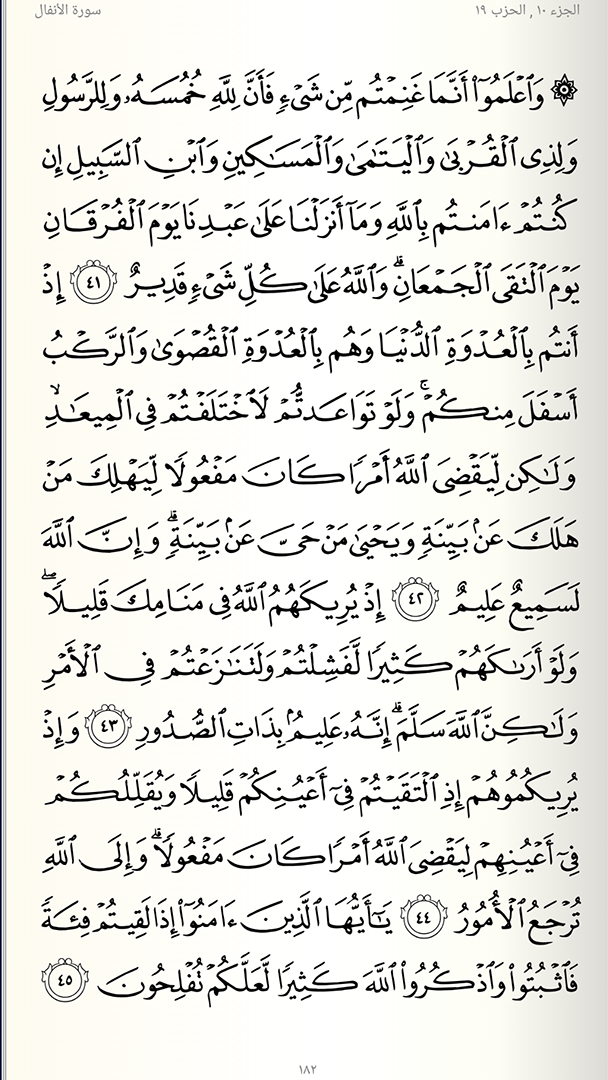 الجزء ١٠ , الحزب ١٩
سورة الأنفال
۞ وَٱعۡلَمُوٓاْ أَنَّمَا غَنِمۡتُم مِّن شَيۡءٖ فَأَنَّ لِلَّهِ خُمُسَهُۥ وَلِلرَّسُولِ
وَلِذِي ٱلۡقُرۡبَىٰ وَٱلۡيَتَٰمَىٰ وَٱلۡمَسَٰكِينِ وَٱبۡنِ ٱلسَّبِيلِ إِن
كُنتُمۡ ءَامَنتُم بِٱللَّهِ وَمَآ أَنزَلۡنَا عَلَىٰ عَبۡدِنَا يَوۡمَ ٱلۡفُرۡقَانِ
يَوۡمَ ٱلۡتَقَى ٱلۡجَمۡعَانِۗ وَٱللَّهُ عَلَىٰ كُلِّ شَيۡءٖ قَدِيرٌ ٤١ إِذۡ
أَنتُم بِٱلۡعُدۡوَةِ ٱلدُّنۡيَا وَهُم بِٱلۡعُدۡوَةِ ٱلۡقُصۡوَىٰ وَٱلرَّكۡبُ
أَسۡفَلَ مِنكُمۡۚ وَلَوۡ تَوَاعَدتُّمۡ لَٱخۡتَلَفۡتُمۡ فِي ٱلۡمِيعَٰدِۙ
وَلَٰكِن لِّيَقۡضِيَ ٱللَّهُ أَمۡرٗا كَانَ مَفۡعُولٗا لِّيَهۡلِكَ مَنۡ
هَلَكَ عَنۢ بَيِّنَةٖ وَيَحۡيَىٰ مَنۡ حَيَّ عَنۢ بَيِّنَةٖۗ وَإِنَّ ٱللَّهَ
لَسَمِيعٌ عَلِيمٌ ٤٢ إِذۡ يُرِيكَهُمُ ٱللَّهُ فِي مَنَامِكَ قَلِيلٗاۖ
وَلَوۡ أَرَىٰكَهُمۡ كَثِيرٗا لَّفَشِلۡتُمۡ وَلَتَنَٰزَعۡتُمۡ فِي ٱلۡأَمۡرِ
وَلَٰكِنَّ ٱللَّهَ سَلَّمَۗ إِنَّهُۥ عَلِيمُۢ بِذَاتِ ٱلصُّدُورِ ٤٣ وَإِذۡ
يُرِيكُمُوهُمۡ إِذِ ٱلۡتَقَيۡتُمۡ فِيٓ أَعۡيُنِكُمۡ قَلِيلٗا وَيُقَلِّلُكُمۡ
فِيٓ أَعۡيُنِهِمۡ لِيَقۡضِيَ ٱللَّهُ أَمۡرٗا كَانَ مَفۡعُولٗاۗ وَإِلَى ٱللَّهِ
تُرۡجَعُ ٱلۡأُمُورُ ٤٤ يَٰٓأَيُّهَا ٱلَّذِينَ ءَامَنُوٓاْ إِذَا لَقِيتُمۡ فِئَةٗ
فَٱثۡبُتُواْ وَٱذۡكُرُواْ ٱللَّهَ كَثِيرٗا لَّعَلَّكُمۡ تُفۡلِحُونَ ٤٥
١٨٢